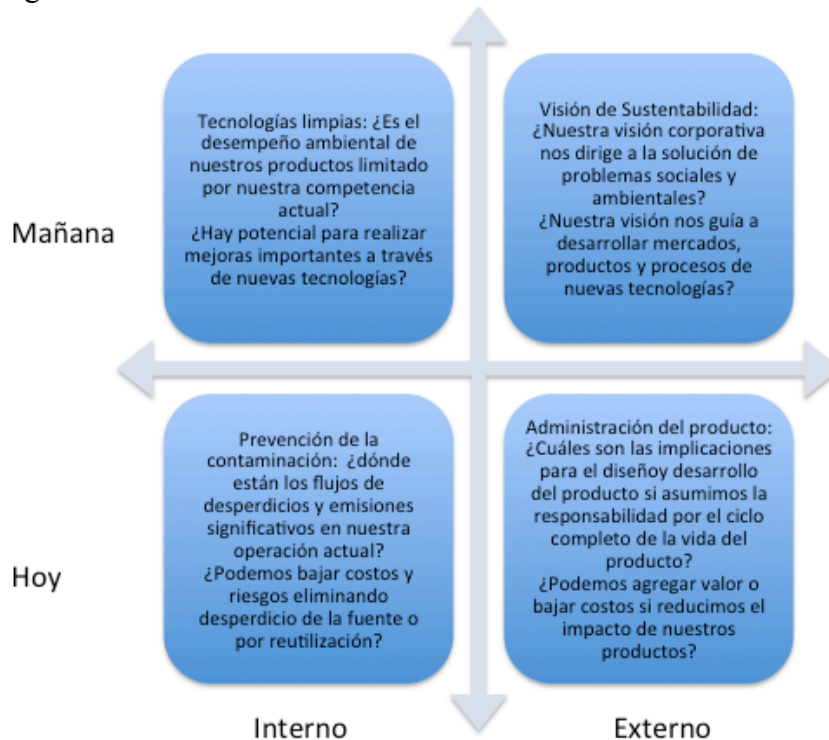 Mañana
Tecnologías limpias: ¿Es el
desempeño ambiental de
nuestros productos limitado
por nuestra competencia
actual?
¿Hay potencial para realizar
mejoras importantes a través
de nuevas tecnologías?
Visión de Sustentabilidad:
¿Nuestra visión corporativa
nos dirige a la solución de
problemas sociales y
ambientales?
¿Nuestra visión nos guía a
desarrollar mercados,
productos y procesos de
nuevas tecnologías?
Hoy
Prevención de la
contaminación: ¿dónde
están los flujos de
desperdicios y emisiones
significativos en nuestra
operación actual?
¿Podemos bajar costos y
riesgos eliminando
desperdicio de la fuente o
por reutilización?
Administración del producto:
¿Cuáles son las implicaciones
para el diseñoy desarrollo
del producto si asumimos la
responsabilidad por el ciclo
completo de la vida del
producto?
¿Podemos agregar valor o
bajar costos si reducimos el
impacto de nuestros
productos?
Interno
Externo